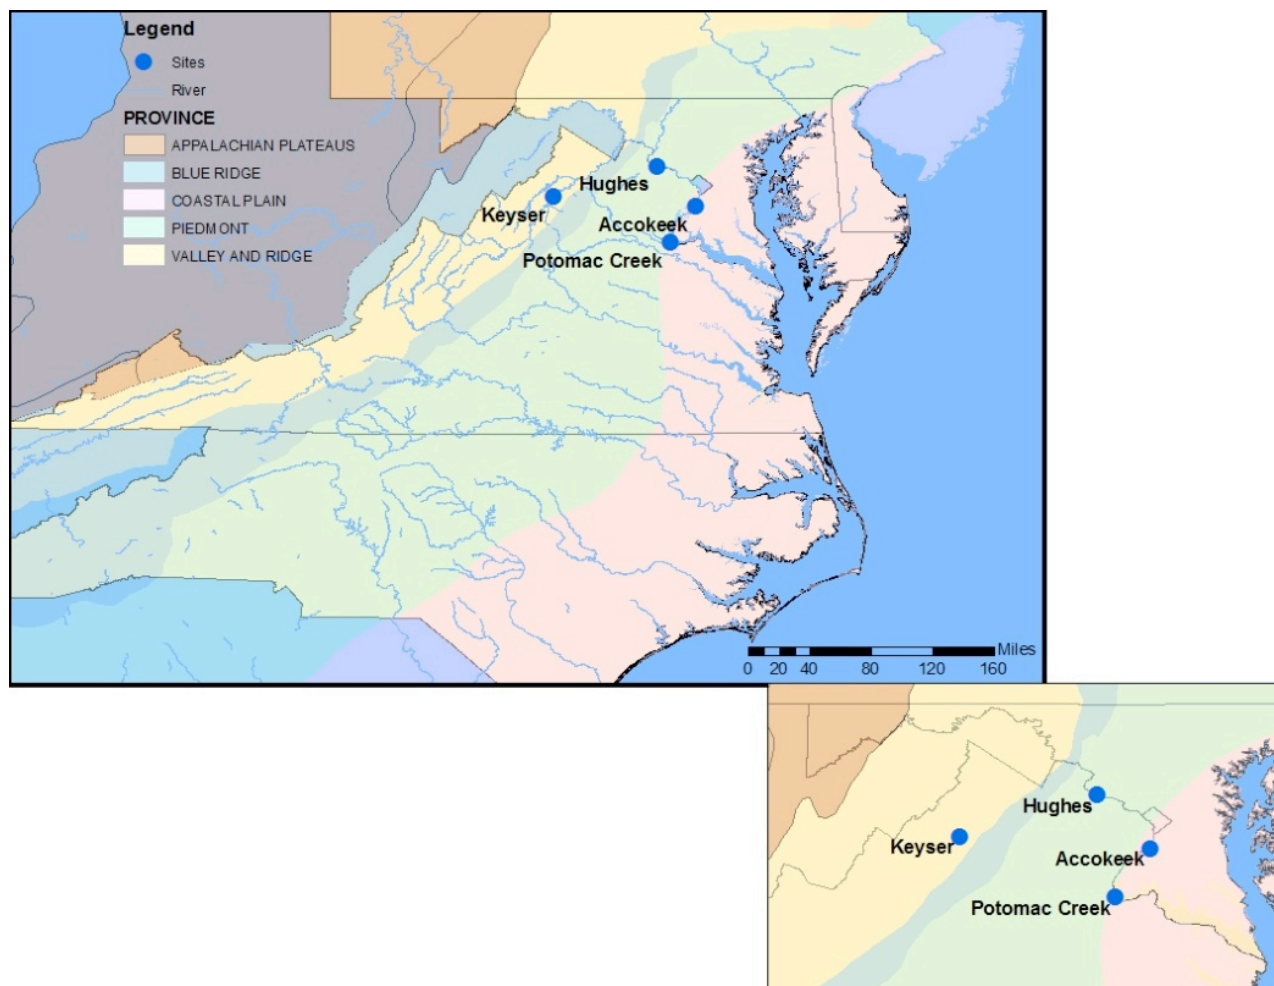 Legend
Sites
River
PROVINCE
APPALACHIAN PLATEAUS
BLUE RIDGE
COASTAL PLAIN
PIEDMONT
VALLEY AND RIDGE
Hughes
Keyser
Accokeek
Potomac Creek
Miles
0 20 40 80 120 160
Hughes
Keyser
Accokeek
Potomac Creek